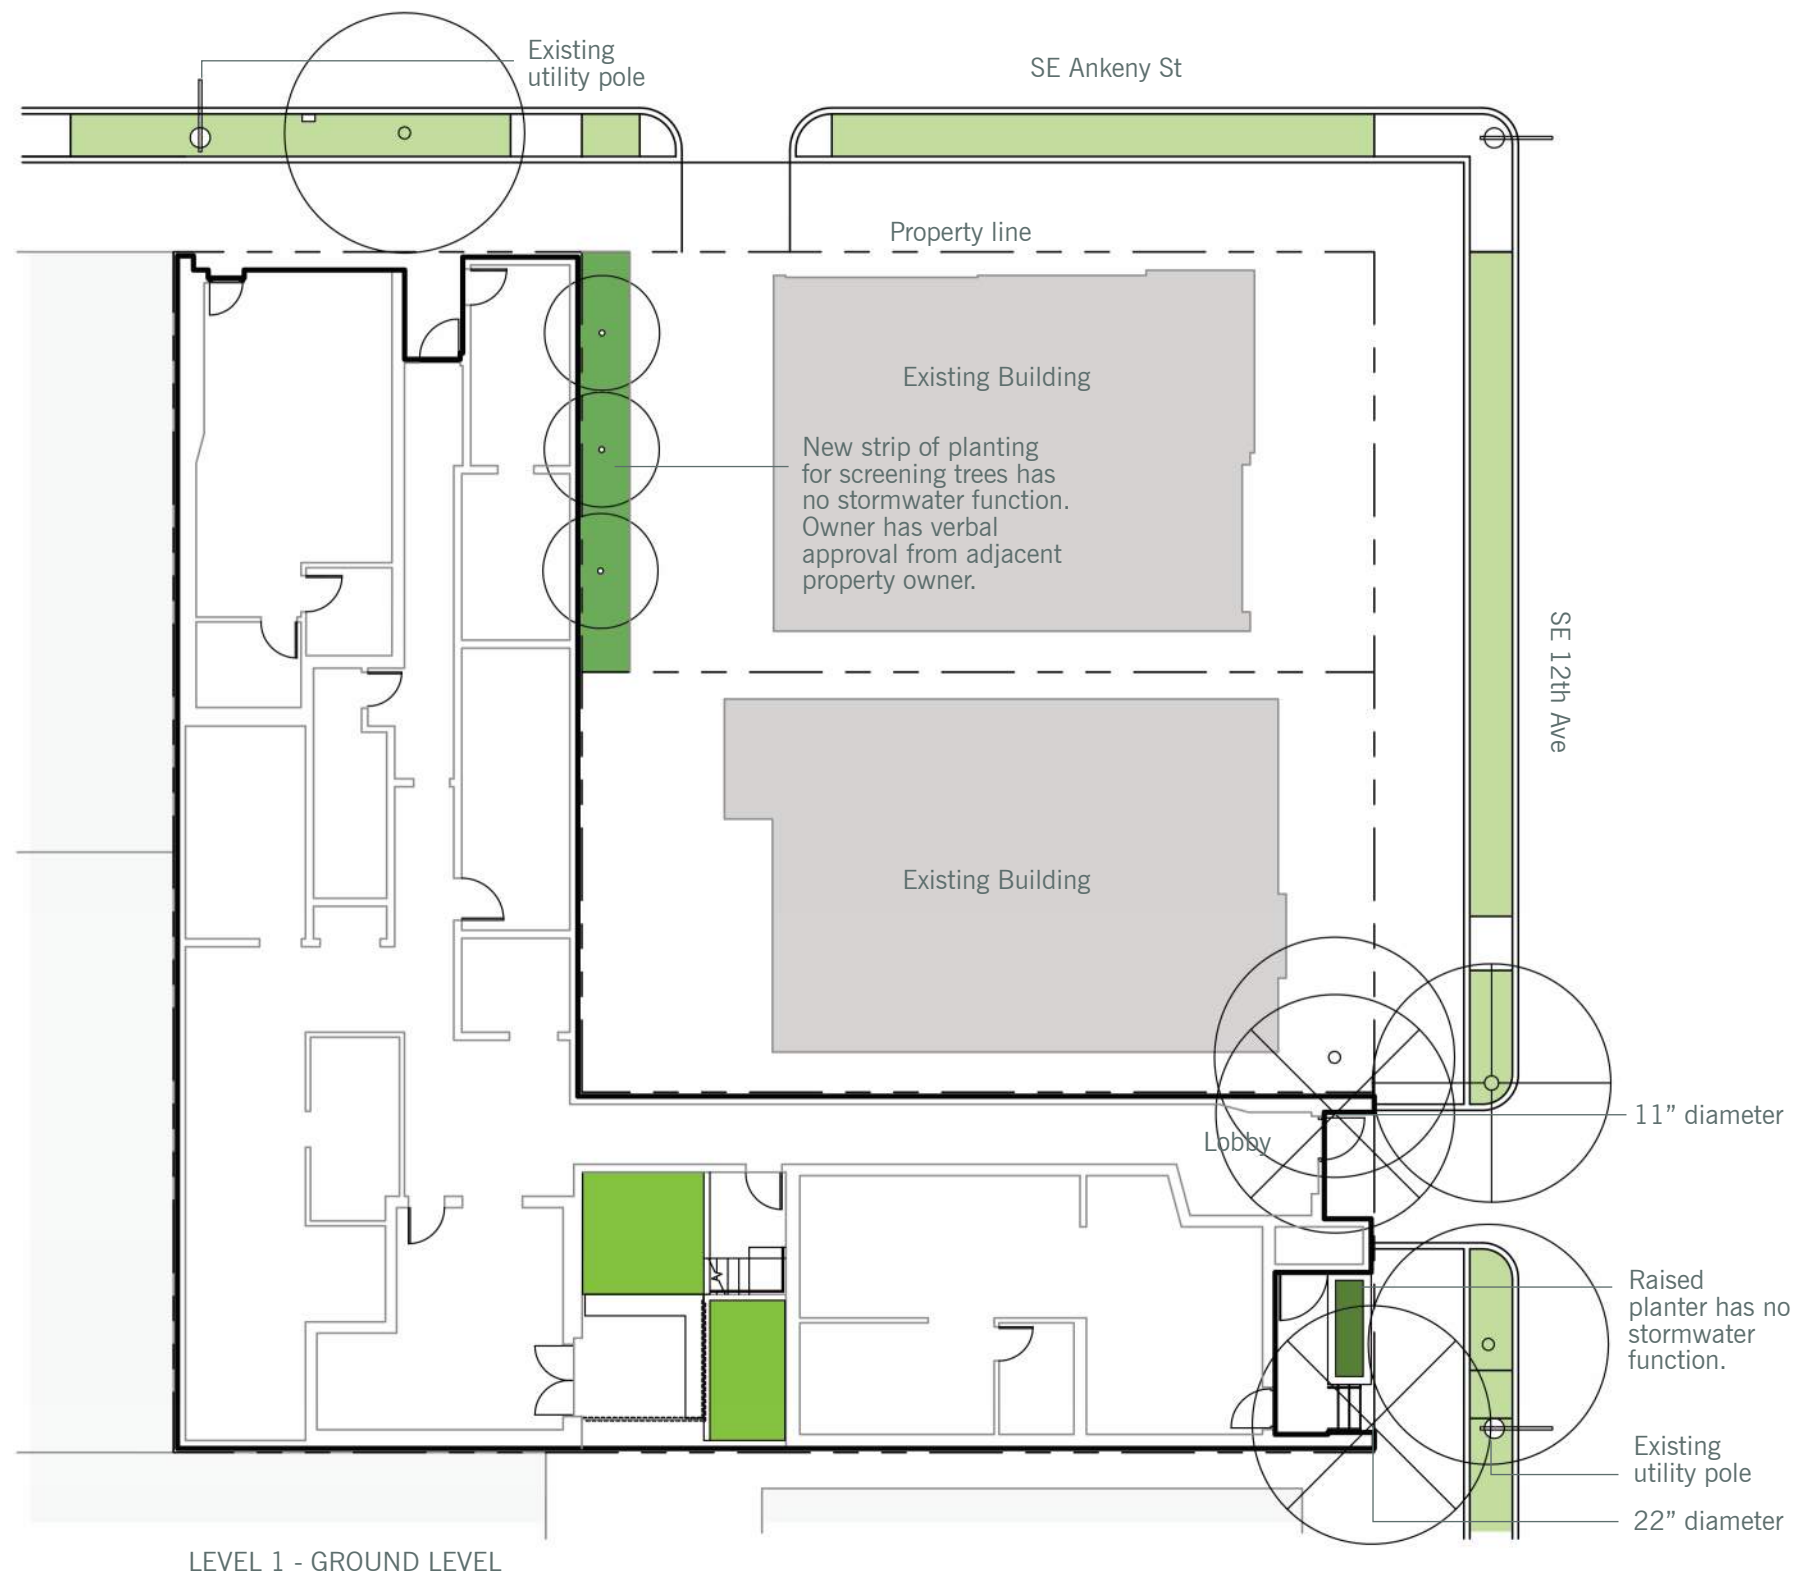 Existing
utility pole
SE Ankeny St
Property line
Existing Building
New strip of planting
for screening trees has
no stormwater function.
Owner has verbal
approval from adjacent
property owner.
SE 12th Ave
Existing Building
11” diameter
Lobby
Raised
planter has no
stormwater
function.
Existing
utility pole
22” diameter
LEVEL 1 - GROUND LEVEL